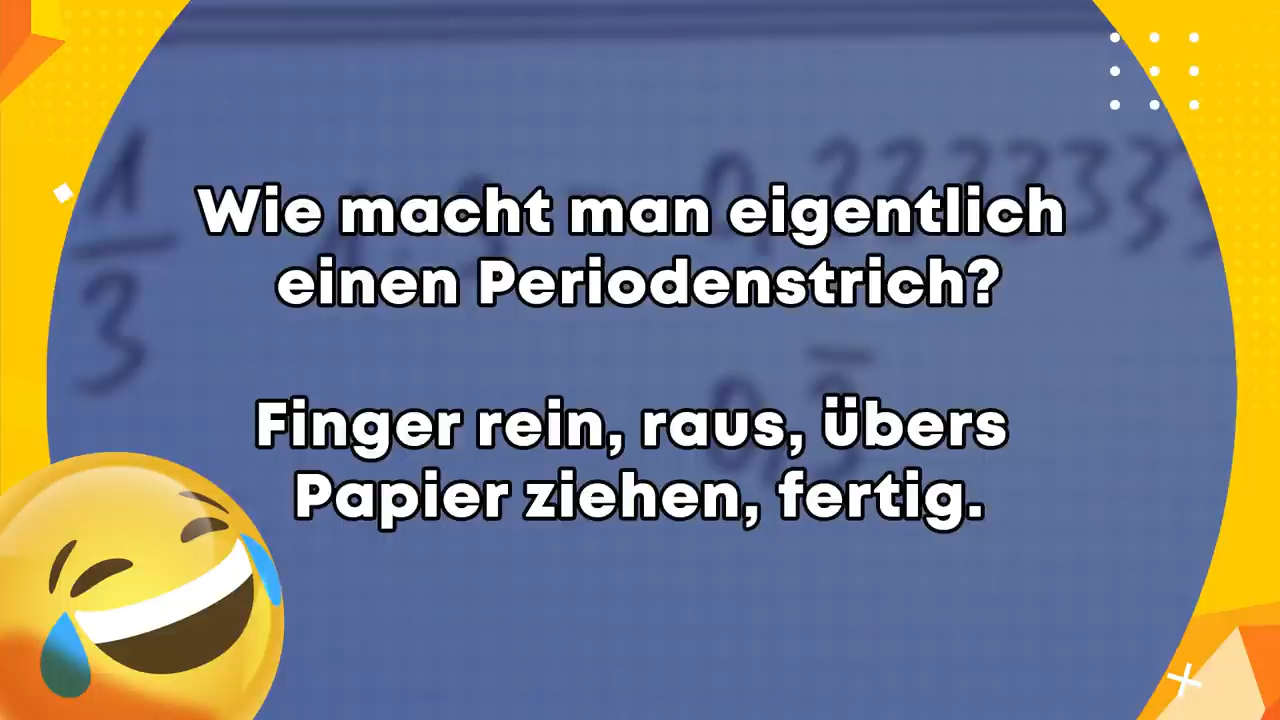 Wie macht man eigentlich
einen Periodenstrich?
Finger rein, raus, übers
Papier ziehen, fertig.